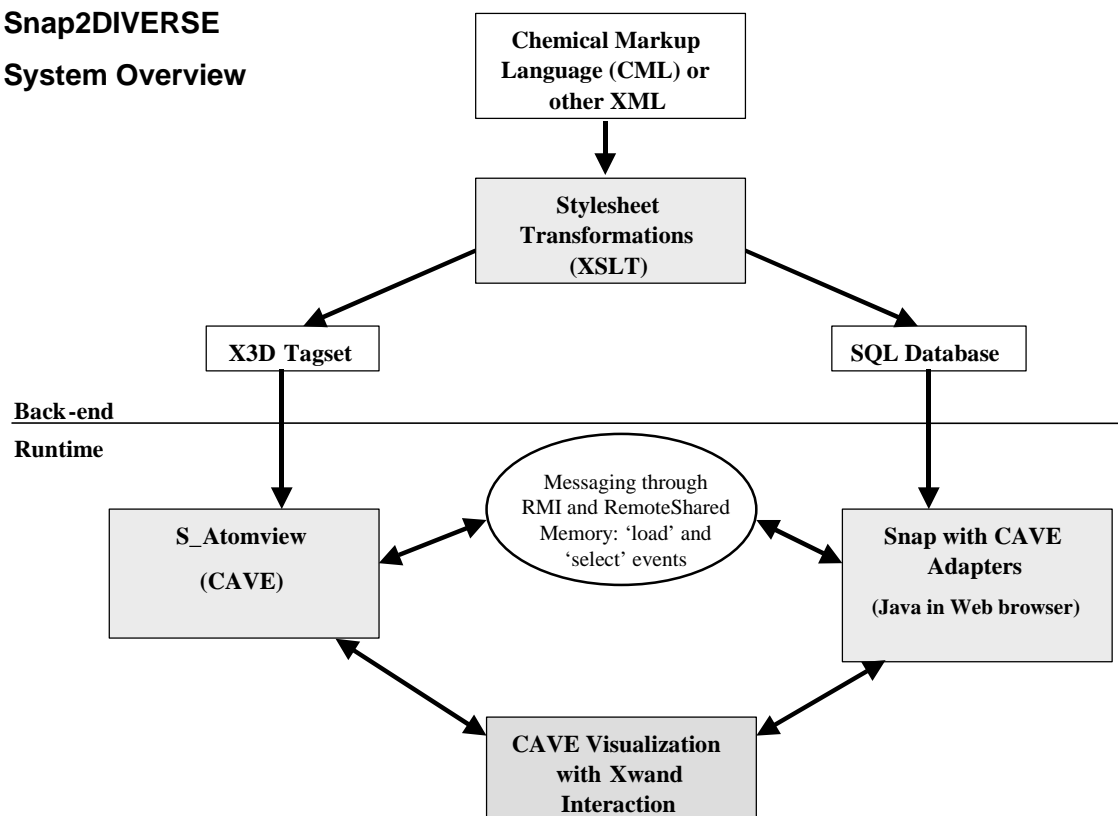 Snap2DIVERSE
System Overview
Chemical Markup
Language (CML) or
other XML
Stylesheet
Transformations
(XSLT)
X3D Tagset
SQL Database
Back-end
Runtime
Messaging through
RMI and RemoteShared
Memory: ‘load’ and
‘select’ events
S_Atomview
(CAVE)
Snap with CAVE
Adapters
(Java in Web browser)
CAVE Visualization
with Xwand
Interaction